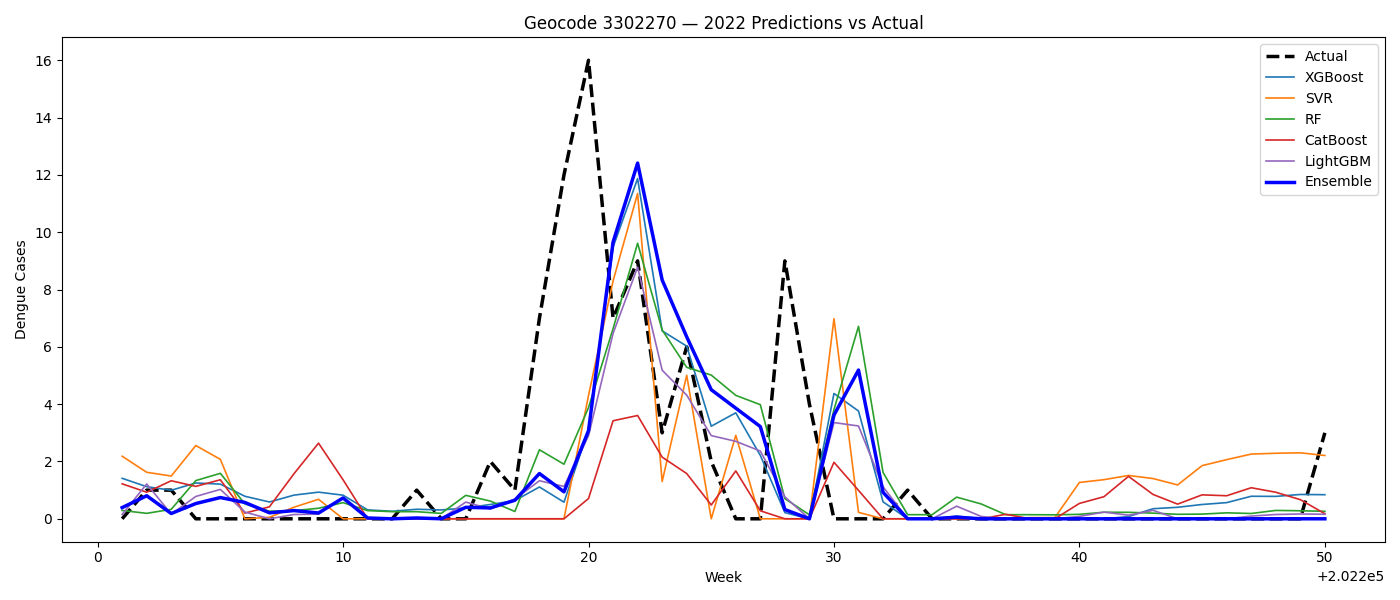 Geocode 3302270 — 2022 Predictions vs Actual
Dengue Cases
16
14
12
10
8
6
4
2
0
Actual
XGBoost
SVR
RF
CatBoost
LightGBM
Ensemble
0 10 20 30 40 50
Week
+2.022e5